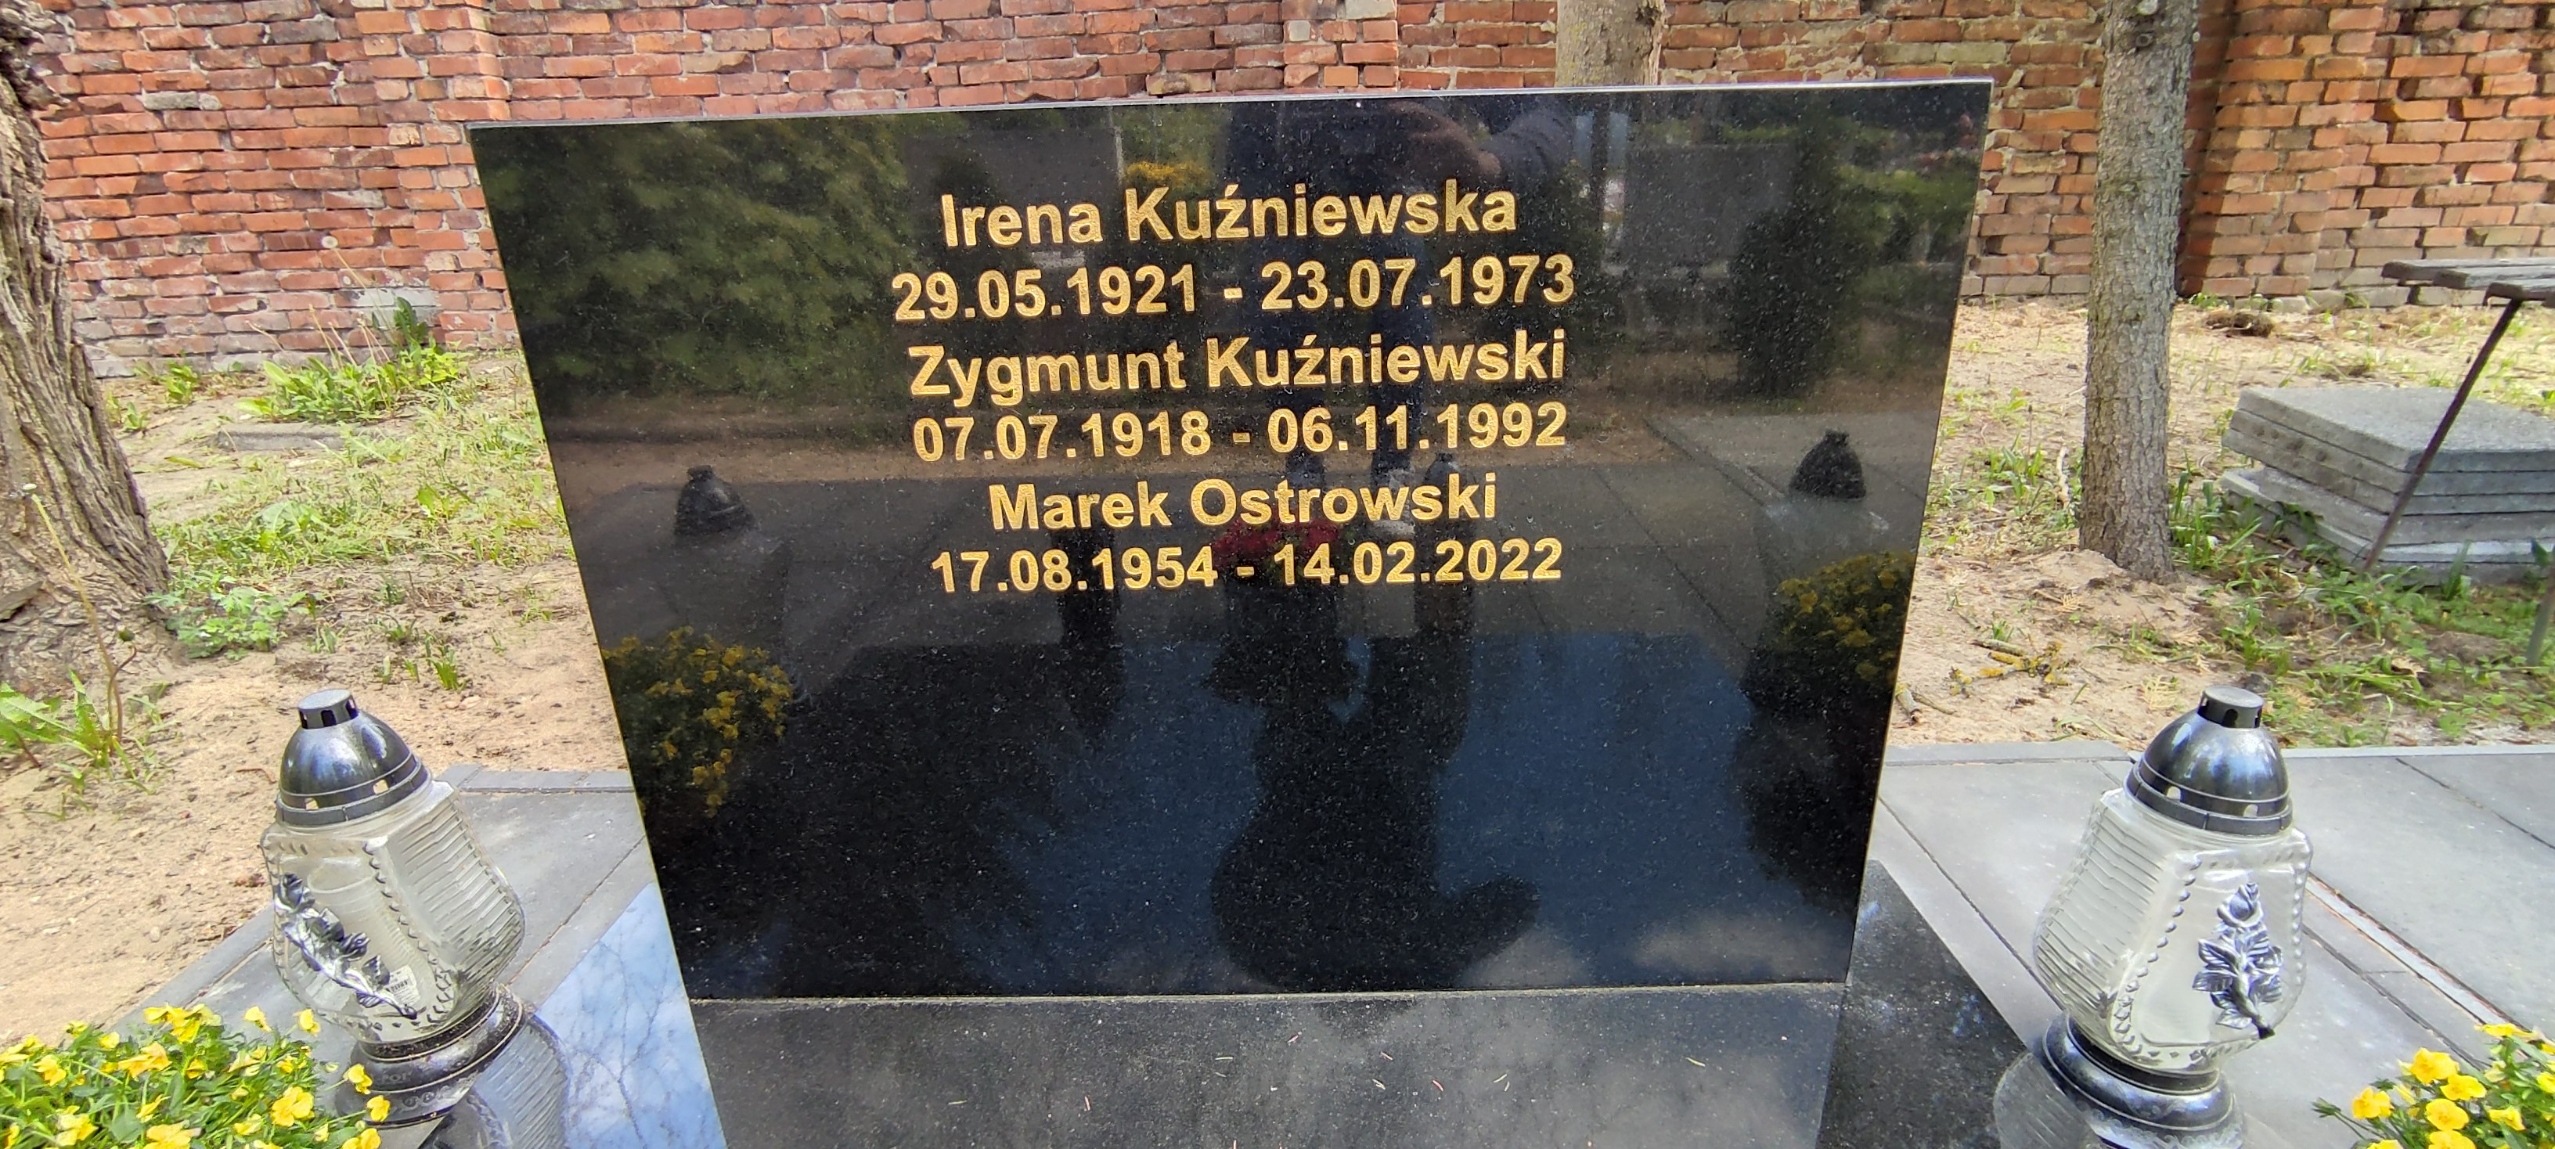 Irena Kuźniewska
29.05.1921 - 23.07.1973
Zygmunt Kuźniewski
07.07.1918 - 06.11.1992
Marek Ostrowski
17.08.1954 - 14.02.2022